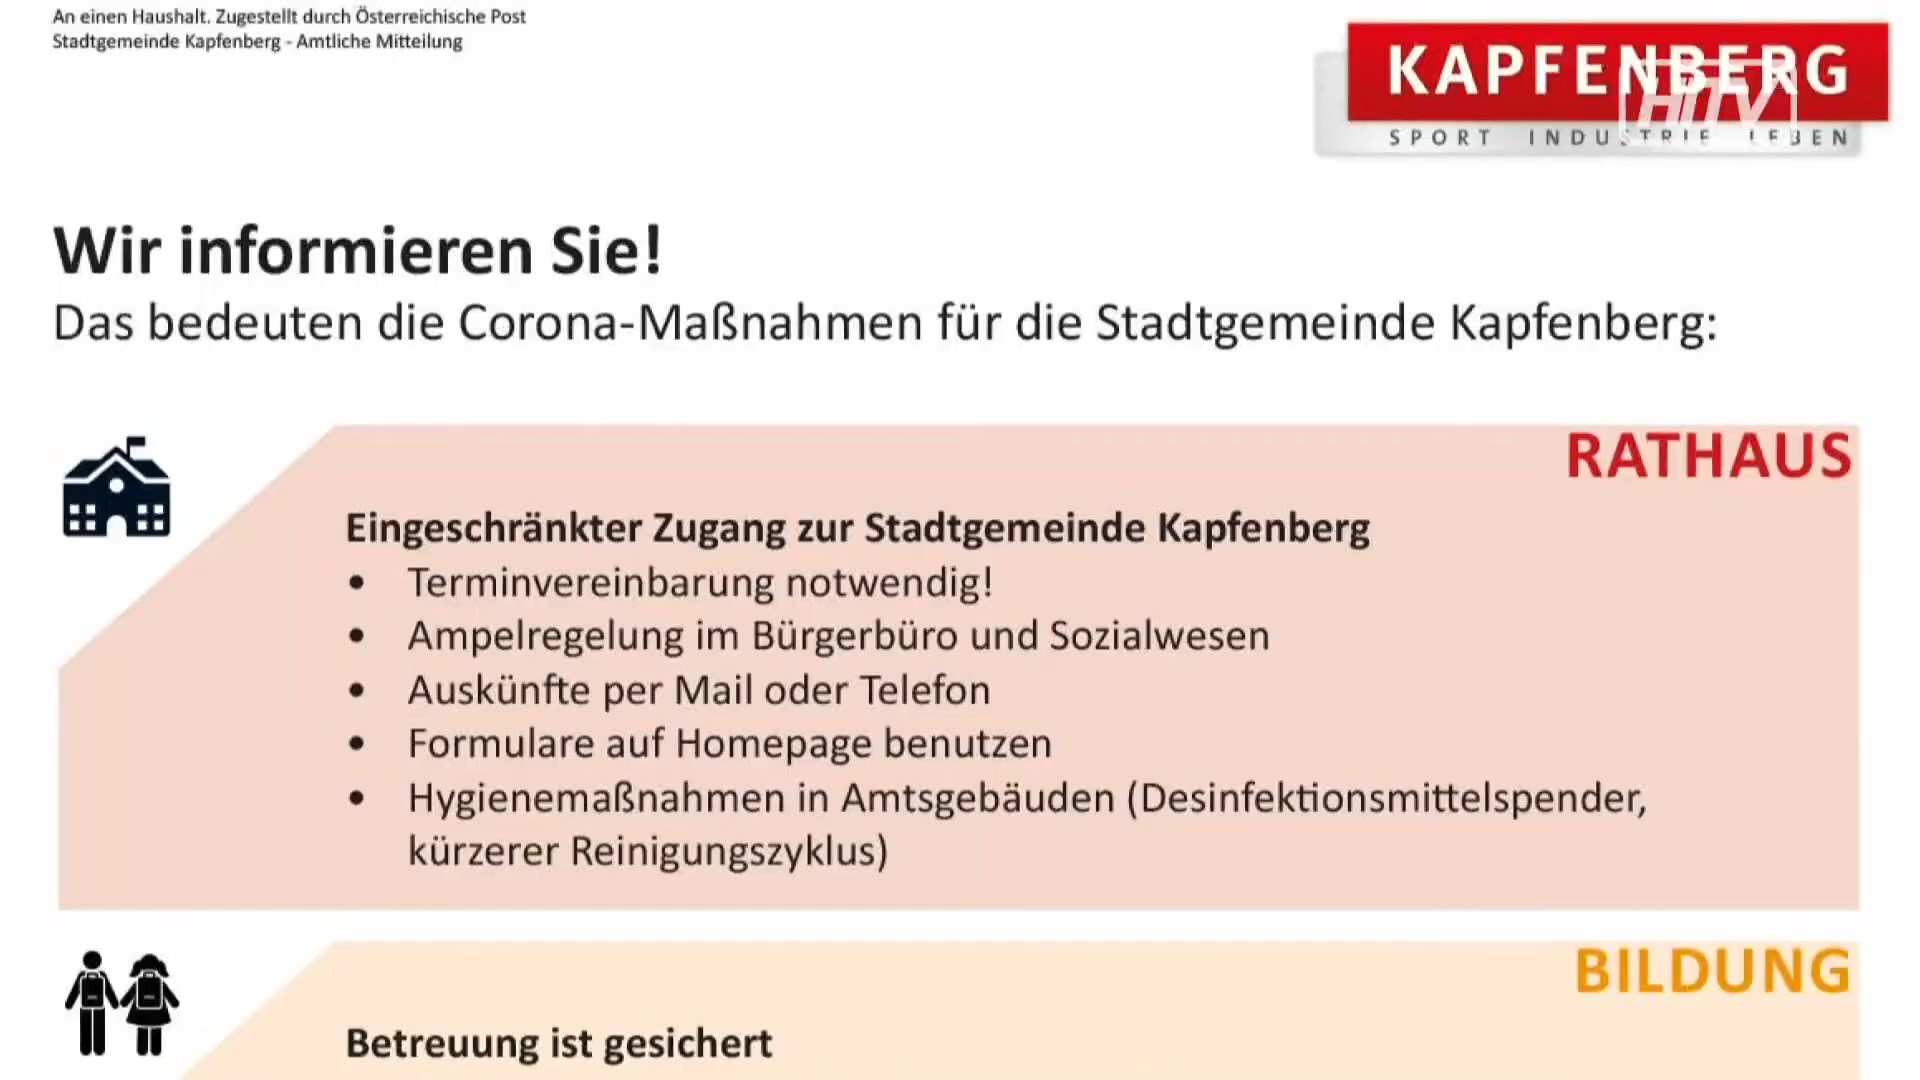 An einen Haushalt. Zugestellt durch Österreichische Post
Stadtgemeinde Kapfenberg - Amtliche Mitteilung
KAPFENBERG
HiTV
SPORT INDUSTRIE LEBEN
Wir informieren Sie!
Das bedeuten die Corona-Maßnahmen für die Stadtgemeinde Kapfenberg:
RATHAUS
Eingeschränkter Zugang zur Stadtgemeinde Kapfenberg
• Terminvereinbarung notwendig!
• Ampelregelung im Bürgerbüro und Sozialwesen
• Auskünfte per Mail oder Telefon
• Formulare auf Homepage benutzen
• Hygienemaßnahmen in Amtsgebäuden (Desinfektionsmittelspender,
kürzerer Reinigungszyklus)
BILDUNG
Betreuung ist gesichert